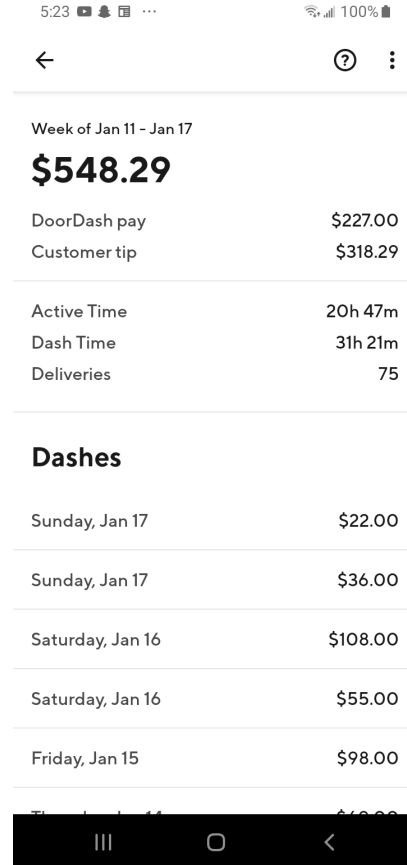 5:23 ... 100%
Week of Jan 11 - Jan 17
$548.29
DoorDash pay $227.00
Customer tip $318.29
Active Time 20h 47m
Dash Time 31h 21m
Deliveries 75
Dashes
Sunday, Jan 17 $22.00
Sunday, Jan 17 $36.00
Saturday, Jan 16 $108.00
Saturday, Jan 16 $55.00
Friday, Jan 15 $98.00